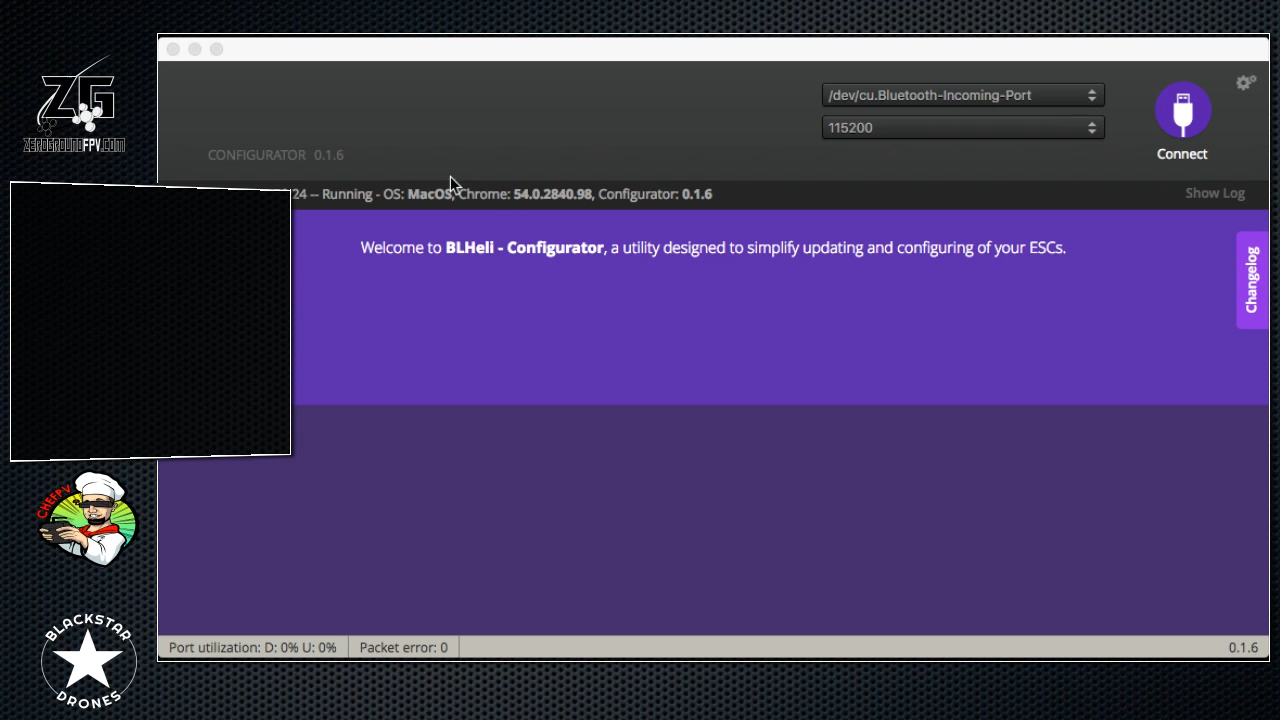 /dev/cu.Bluetooth-Incoming-Port
115200
Connect
CONFIGURATOR 0.1.6
24 -- Running - OS: MacOS, Chrome: 54.0.2840.98, Configurator: 0.1.6
Show Log
Welcome to BLHeli - Configurator, a utility designed to simplify updating and configuring of your ESCs.
Changelog
Port utilization: D: 0% U: 0%
Packet error: 0
0.1.6
ZG
ZEROGROUNDFPV.COM
CHEFPV
BLACKSTAR
DRONES